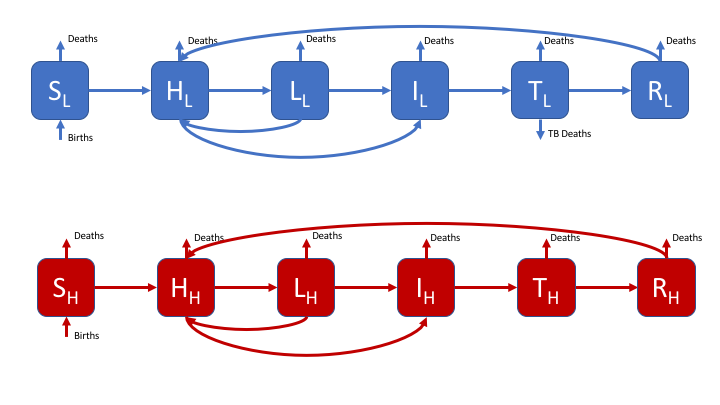 Deaths Deaths Deaths Deaths Deaths Deaths
S_L H_L L_L I_L T_L R_L
Births TB Deaths
Deaths Deaths Deaths Deaths Deaths Deaths
S_H H_H L_H I_H T_H R_H
Births